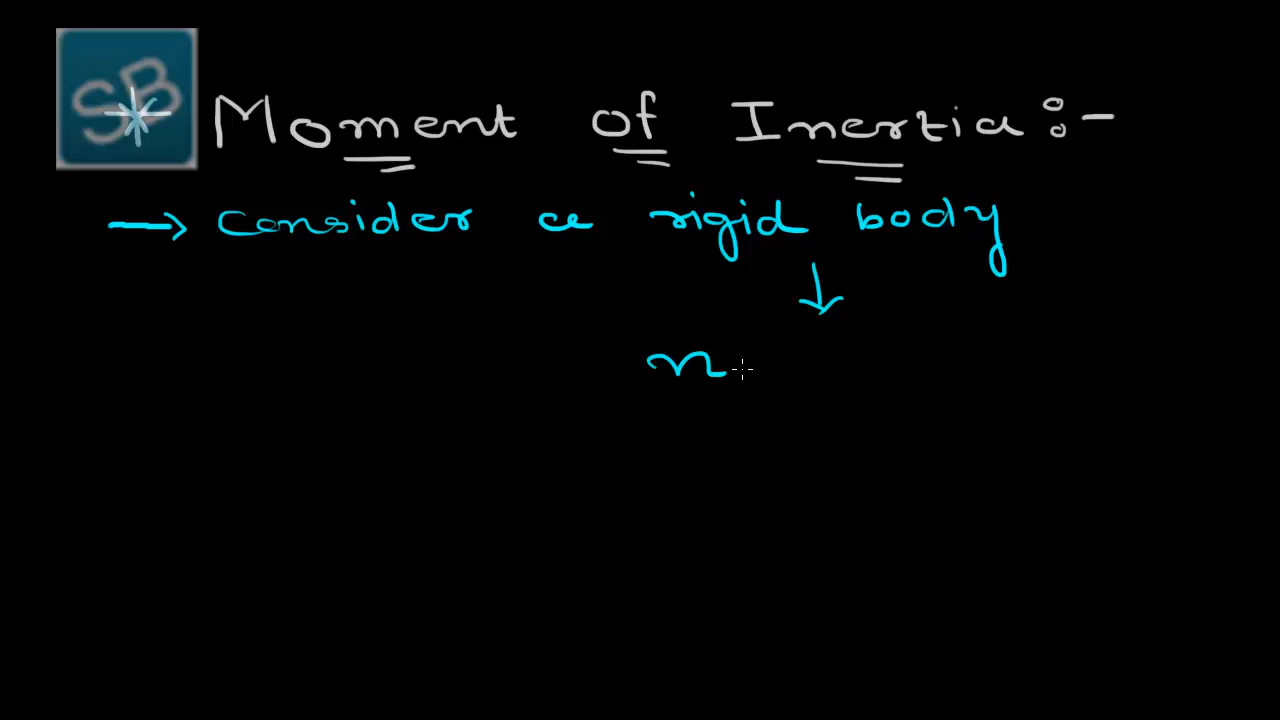 SB
Moment of Inertia :-
→ consider a rigid body
↓
n